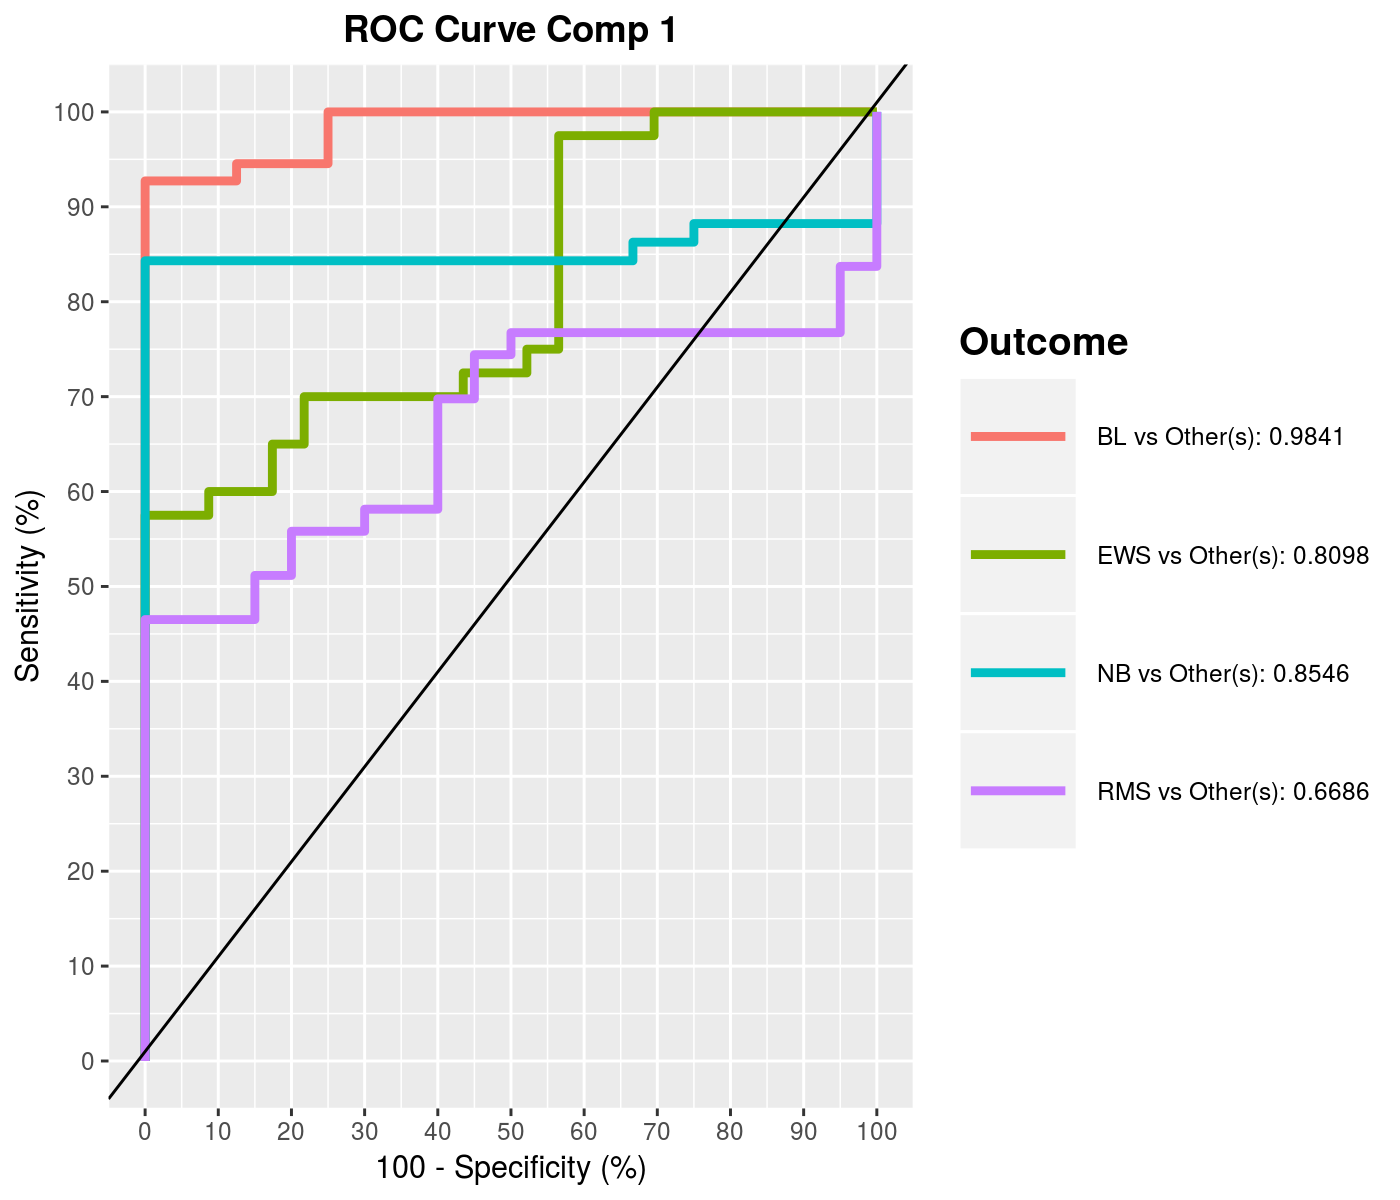 ROC Curve Comp 1
Sensitivity (%)
100
90
80
70
60
50
40
30
20
10
0
0 10 20 30 40 50 60 70 80 90 100
100 - Specificity (%)
Outcome
BL vs Other(s): 0.9841
EWS vs Other(s): 0.8098
NB vs Other(s): 0.8546
RMS vs Other(s): 0.6686